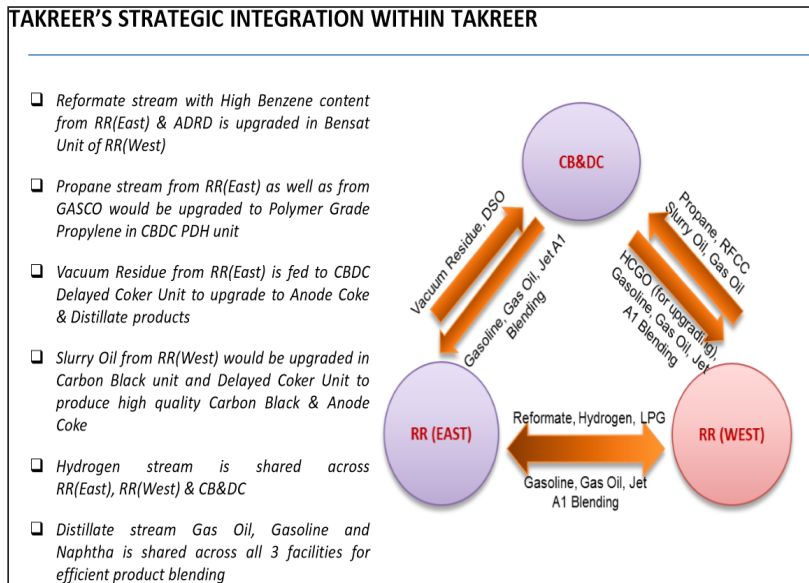 TAKREER'S STRATEGIC INTEGRATION WITHIN TAKREER
Reformate stream with High Benzene content
from RR(East) & ADRD is upgraded in Bensat
Unit of RR(West)
Propane stream from RR(East) as well as from
GASCO would be upgraded to Polymer Grade
Propylene in CBDC PDH unit
Vacuum Residue from RR(East) is fed to CBDC
Delayed Coker Unit to upgrade to Anode Coke
& Distillate products
Slurry Oil from RR(West) would be upgraded in
Carbon Black unit and Delayed Coker Unit to
produce high quality Carbon Black & Anode
Coke
Hydrogen stream is shared across
RR(East), RR(West) & CB&DC
Distillate stream Gas Oil, Gasoline and
Naphtha is shared across all 3 facilities for
efficient product blending
CB&DC
Vacuum Residue, DSO
Gasoline, Gas Oil, Jet A1
Blending
Propane, RFCC
Slurry Oil, Gas Oil
HCGO (for upgrading),
Gasoline, Gas Oil, Jet
A1 Blending
RR (EAST)
Reformate, Hydrogen, LPG
Gasoline, Gas Oil, Jet
A1 Blending
RR (WEST)